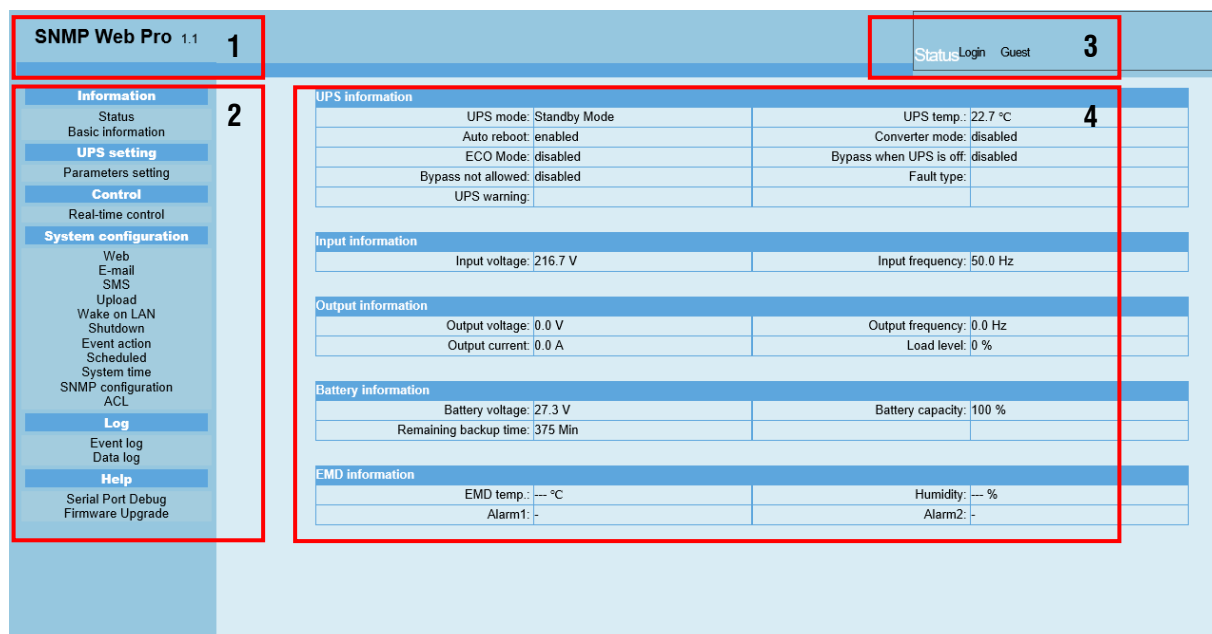 SNMP Web Pro 1.1
1
Status Login Guest
3
Information
Status
Basic information
UPS setting
Parameters setting
Control
Real-time control
System configuration
Web
E-mail
SMS
Upload
Wake on LAN
Shutdown
Event action
Scheduled
System time
SNMP configuration
ACL
Log
Event log
Data log
Help
Serial Port Debug
Firmware Upgrade
2
UPS information
4
UPS mode: Standby Mode UPS temp.: 22.7 °C
Auto reboot: enabled Converter mode: disabled
ECO Mode: disabled Bypass when UPS is off: disabled
Bypass not allowed: disabled Fault type:
UPS warning:
Input information
Input voltage: 216.7 V Input frequency: 50.0 Hz
Output information
Output voltage: 0.0 V Output frequency: 0.0 Hz
Output current: 0.0 A Load level: 0 %
Battery information
Battery voltage: 27.3 V Battery capacity: 100 %
Remaining backup time: 375 Min
EMD information
EMD temp.: --- °C Humidity: --- %
Alarm1: - Alarm2: -